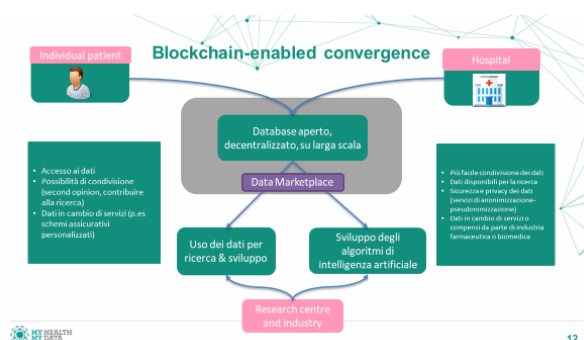 Blockchain-enabled convergence
Individual patient
Hospital
Database aperto,
decentralizzato, su larga scala
Data Marketplace
• Accesso ai dati
• Possibilità di condivisione
(second opinion, contribuire
alla ricerca)
• Dati in cambio di servizi (p.es
schemi assicurativi
personalizzati)
• Più facile condivisione dei dati
• Dati disponibili per la ricerca
• Sicurezza e privacy dei dati
(servizi di anonimizzazione-
pseudonimizzazione)
• Dati in cambio di servizi o
compensi da parte di industria
farmaceutica o biomedica
Uso dei dati per
ricerca & sviluppo
Sviluppo degli
algoritmi di
intelligenza artificiale
Research centre
and industry
MY HEALTH
MY DATA
12